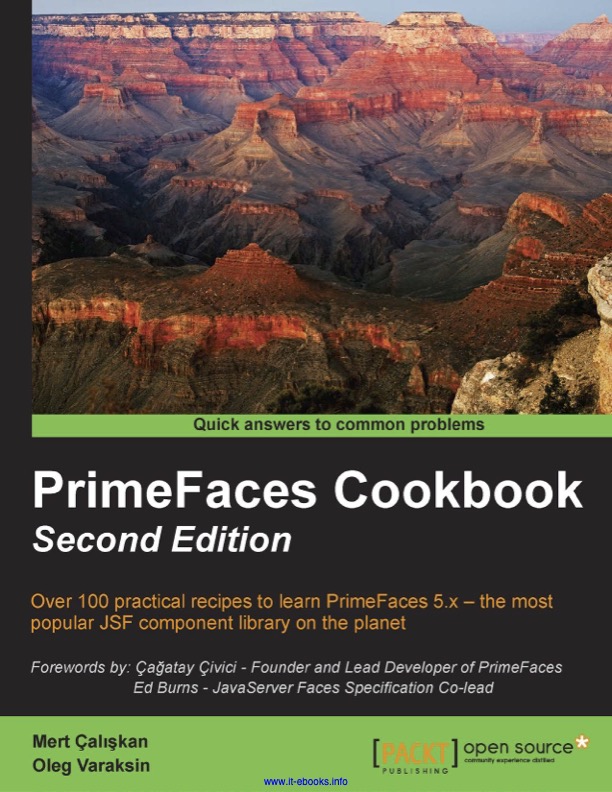 Quick answers to common problems
PrimeFaces Cookbook
Second Edition
Over 100 practical recipes to learn PrimeFaces 5.x – the most
popular JSF component library on the planet
Forewords by: Çağatay Çivici - Founder and Lead Developer of PrimeFaces
Ed Burns - JavaServer Faces Specification Co-lead
Mert Çalışkan
Oleg Varaksin
[PACKT] open source*
PUBLISHING community experience distilled
www.it-ebooks.info